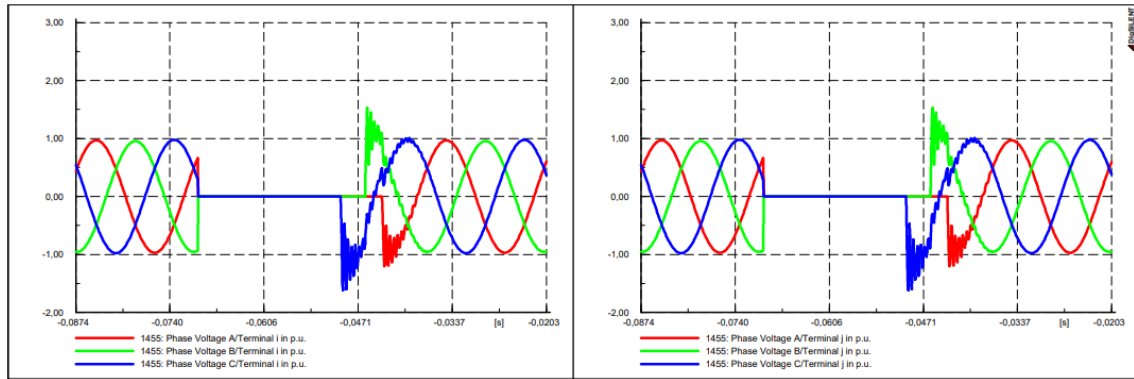 3,00
2,00
1,00
0,00
-1,00
-2,00
-0,0874 -0,0740 -0,0606 -0,0471 -0,0337 [s] -0,0203
1455: Phase Voltage A/Terminal i in p.u.
1455: Phase Voltage B/Terminal i in p.u.
1455: Phase Voltage C/Terminal i in p.u.
3,00
2,00
1,00
0,00
-1,00
-2,00
-0,0874 -0,0740 -0,0606 -0,0471 -0,0337 [s] -0,0203
1455: Phase Voltage A/Terminal j in p.u.
1455: Phase Voltage B/Terminal j in p.u.
1455: Phase Voltage C/Terminal j in p.u.
DIgSILENT